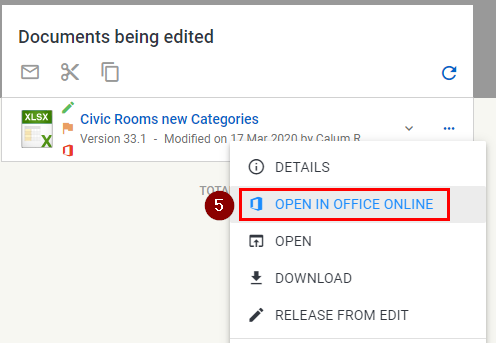 Documents being edited
XLSX
X
Civic Rooms new Categories
Version 33.1 - Modified on 17 Mar 2020 by Calum R
DETAILS
TOTA
5
OPEN IN OFFICE ONLINE
OPEN
DOWNLOAD
RELEASE FROM EDIT